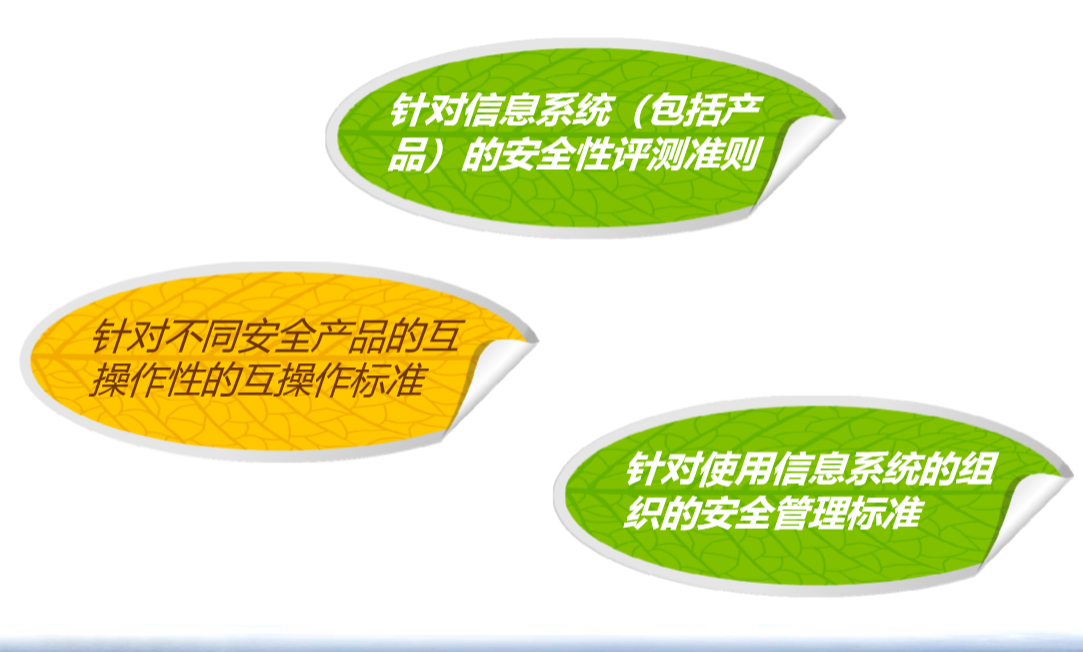 针对信息系统（包括产
品）的安全性评测准则
针对不同安全产品的互
操作性的互操作标准
针对使用信息系统的组
织的安全管理标准